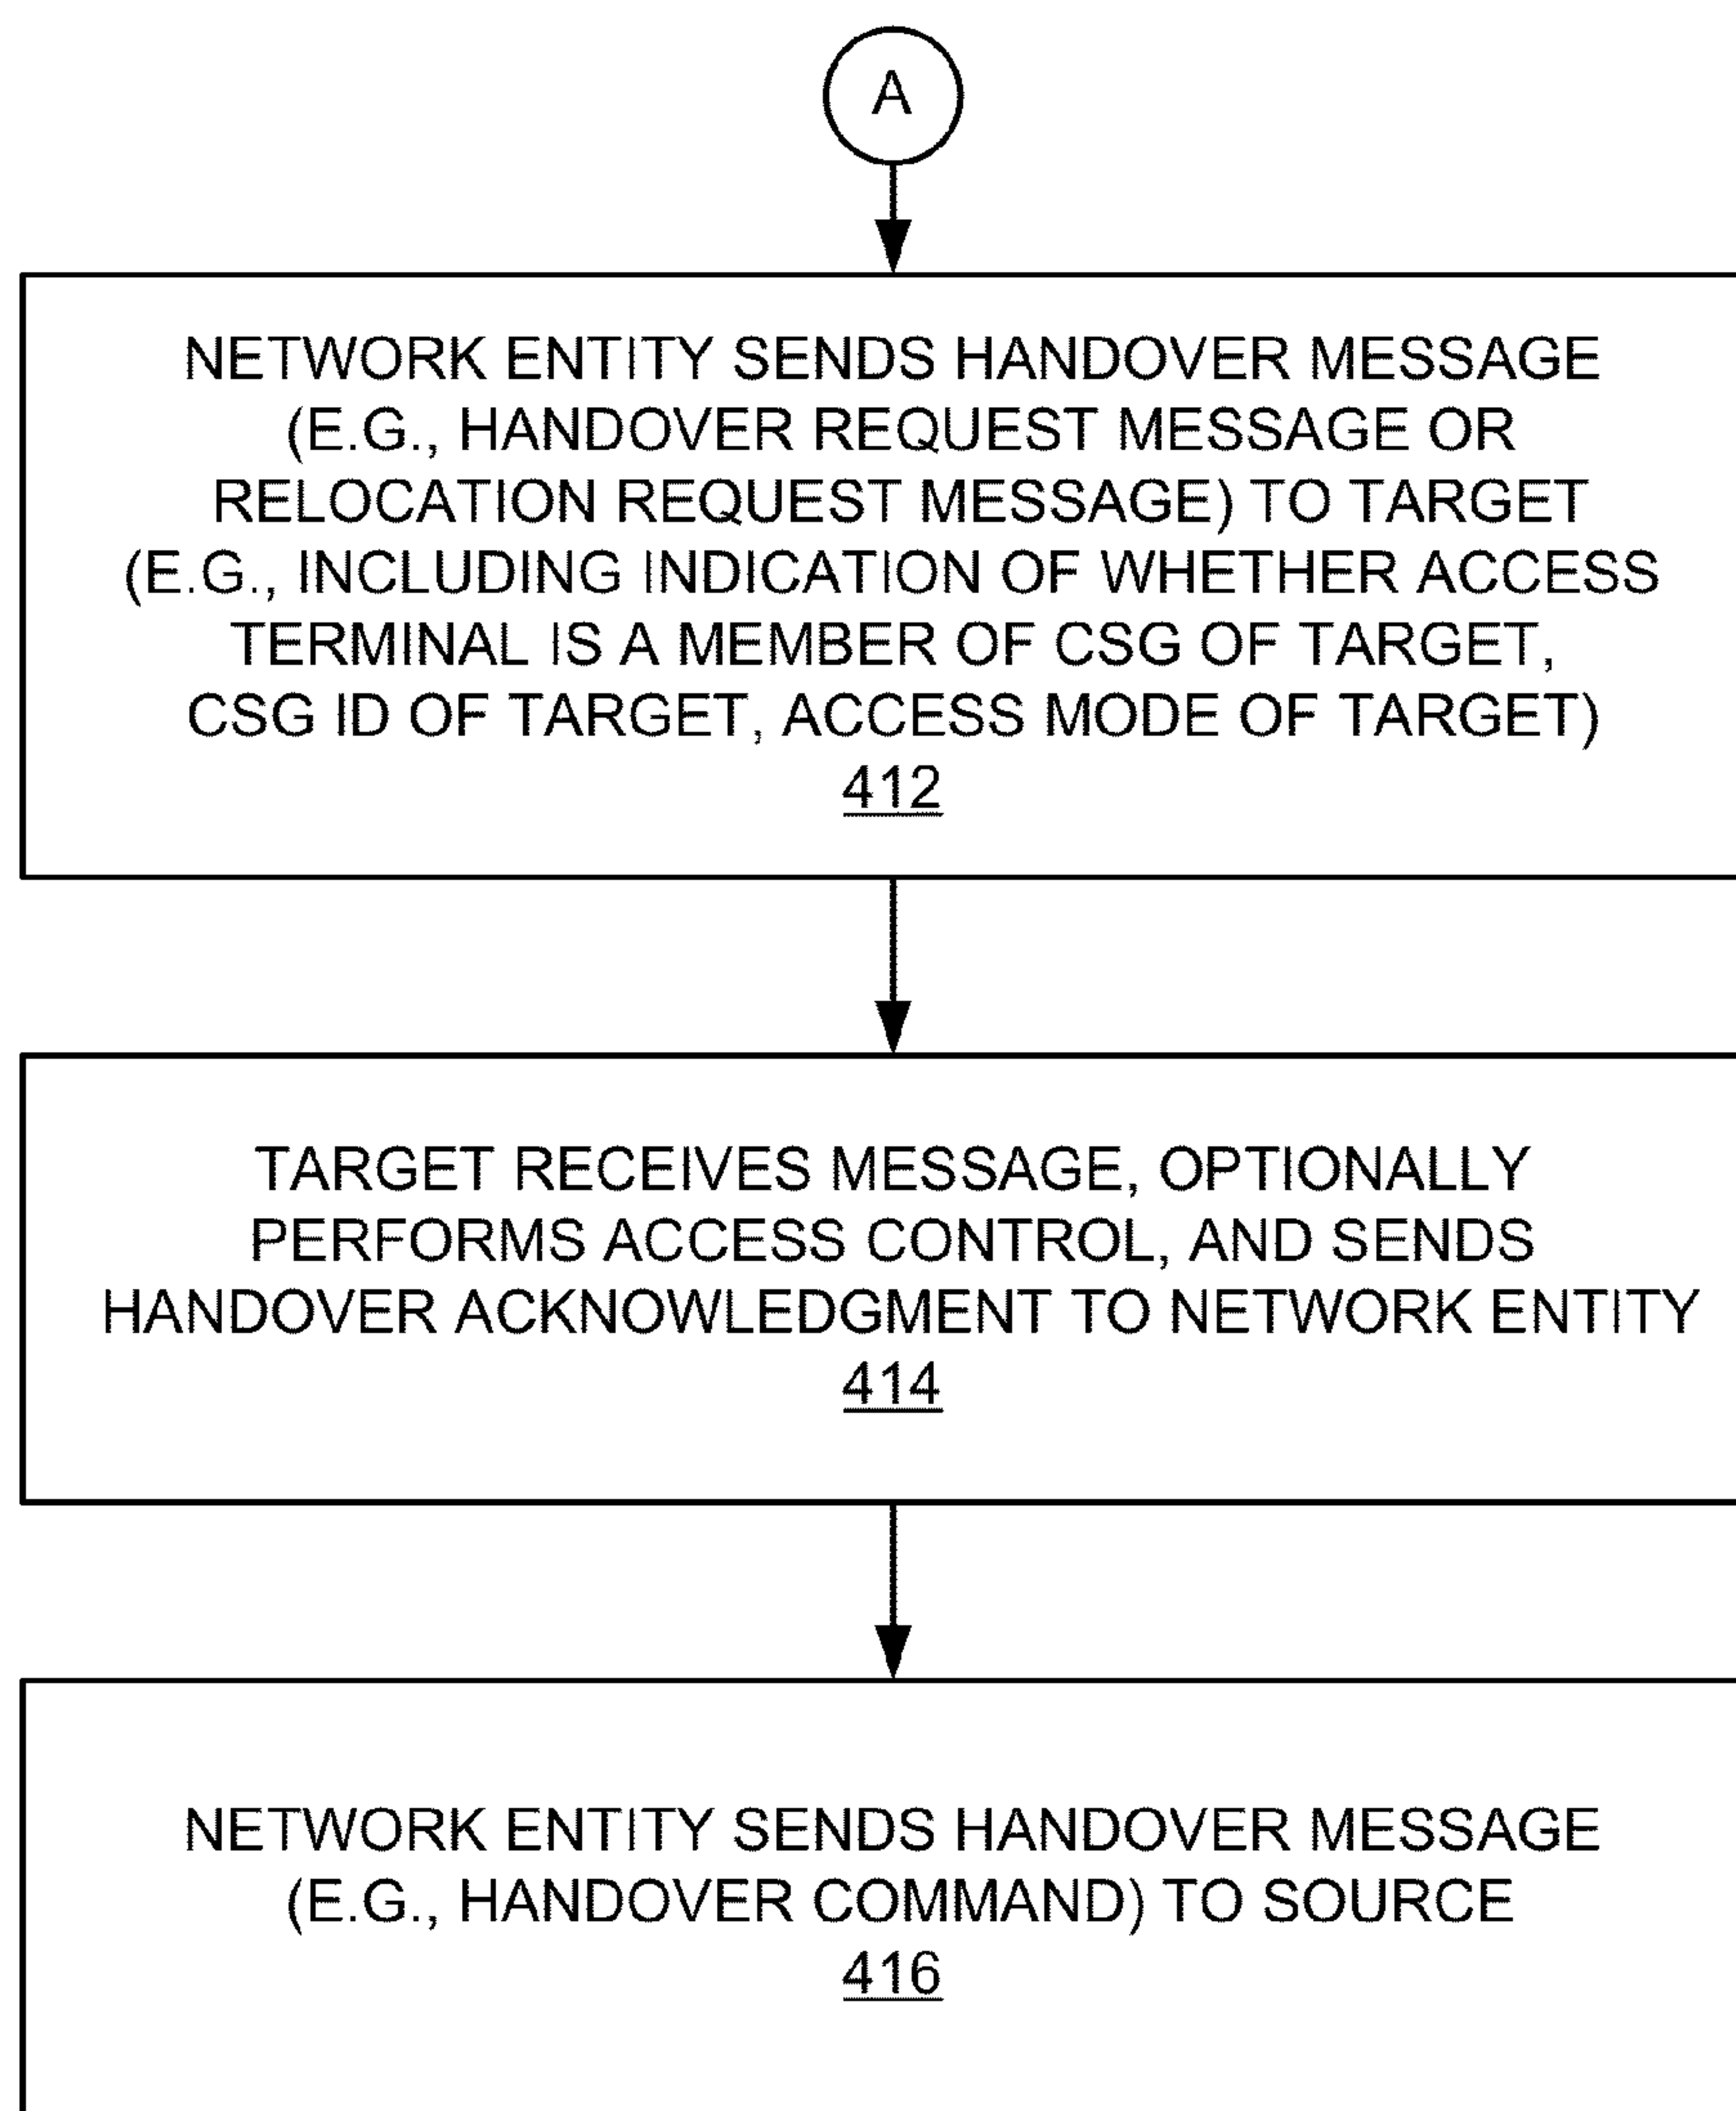 A
NETWORK ENTITY SENDS HANDOVER MESSAGE
(E.G., HANDOVER REQUEST MESSAGE OR
RELOCATION REQUEST MESSAGE) TO TARGET
(E.G., INCLUDING INDICATION OF WHETHER ACCESS
TERMINAL IS A MEMBER OF CSG OF TARGET,
CSG ID OF TARGET, ACCESS MODE OF TARGET)
412
TARGET RECEIVES MESSAGE, OPTIONALLY
PERFORMS ACCESS CONTROL, AND SENDS
HANDOVER ACKNOWLEDGMENT TO NETWORK ENTITY
414
NETWORK ENTITY SENDS HANDOVER MESSAGE
(E.G., HANDOVER COMMAND) TO SOURCE
416